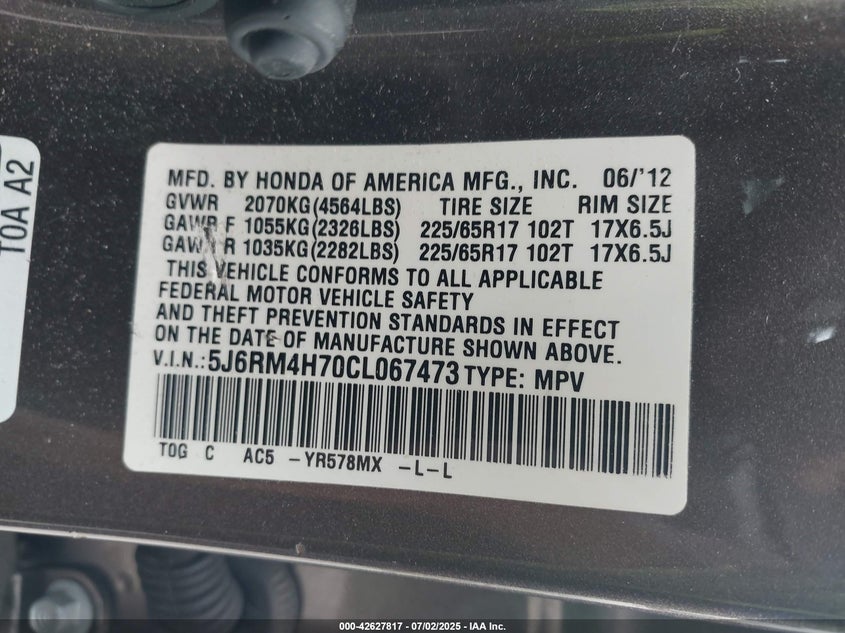 T0A A2
MFD. BY HONDA OF AMERICA MFG., INC. 06/'12
GVWR 2070KG(4564LBS) TIRE SIZE RIM SIZE
GAWR F 1055KG(2326LBS) 225/65R17 102T 17X6.5J
GAWR R 1035KG(2282LBS) 225/65R17 102T 17X6.5J
THIS VEHICLE CONFORMS TO ALL APPLICABLE
FEDERAL MOTOR VEHICLE SAFETY
AND THEFT PREVENTION STANDARDS IN EFFECT
ON THE DATE OF MANUFACTURE SHOWN ABOVE.
V.I.N.:5J6RM4H70CL067473 TYPE: MPV
T0G C AC5 -YR578MX -L-L
000-42627817 - 07/02/2025 - IAA Inc.